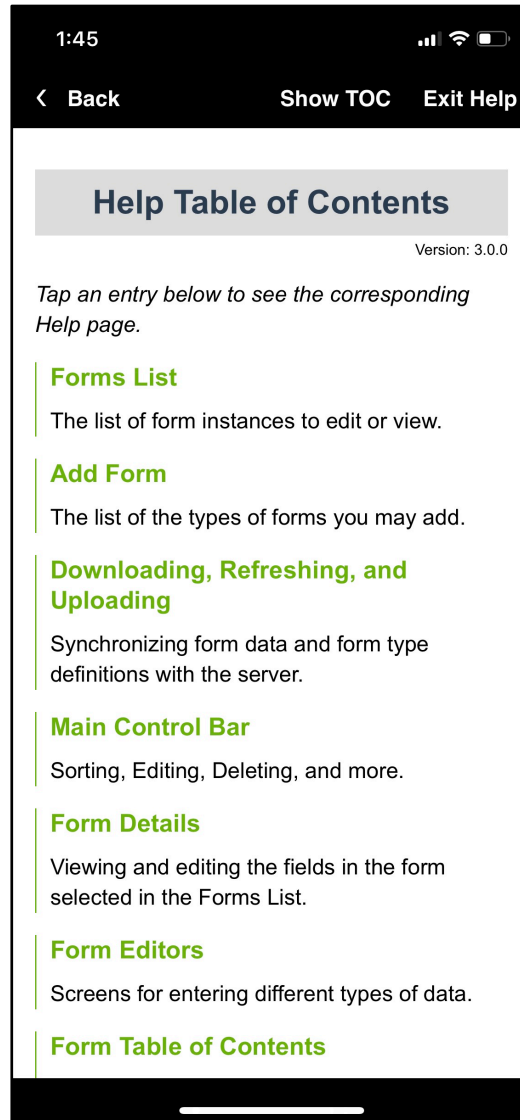 1:45
Back Show TOC Exit Help
Help Table of Contents
Version: 3.0.0
Tap an entry below to see the corresponding
Help page.
Forms List
The list of form instances to edit or view.
Add Form
The list of the types of forms you may add.
Downloading, Refreshing, and
Uploading
Synchronizing form data and form type
definitions with the server.
Main Control Bar
Sorting, Editing, Deleting, and more.
Form Details
Viewing and editing the fields in the form
selected in the Forms List.
Form Editors
Screens for entering different types of data.
Form Table of Contents